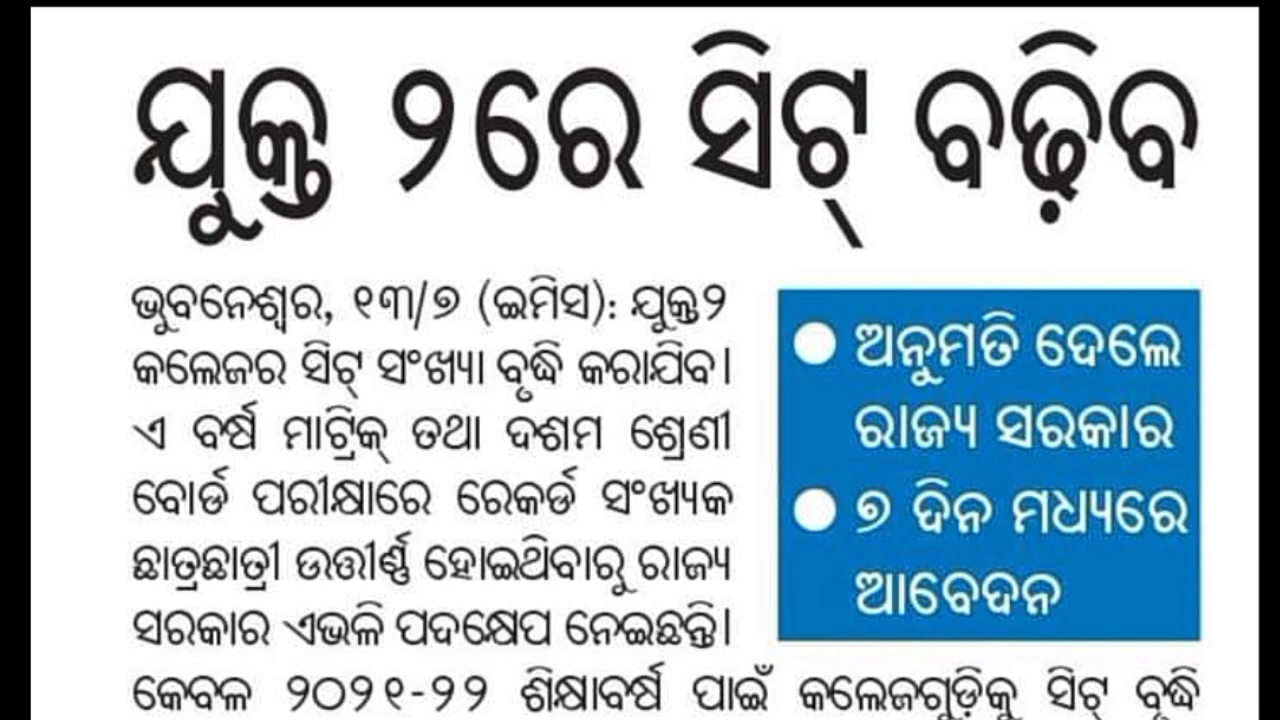 ଯୁକ୍ତ ୨ରେ ସିଟ୍ ବଢ଼ିବ
ଭୁବନେଶ୍ୱର, ୧୩/୭ (ଇମିସ): ଯୁକ୍ତ୨
କଲେଜର ସିଟ୍ ସଂଖ୍ୟା ବୃଦ୍ଧି କରାଯିବ।
ଏ ବର୍ଷ ମାଟ୍ରିକ୍ ତଥା ଦଶମ ଶ୍ରେଣୀ
ବୋର୍ଡ ପରୀକ୍ଷାରେ ରେକର୍ଡ ସଂଖ୍ୟକ
ଛାତ୍ରଛାତ୍ରୀ ଉତ୍ତୀର୍ଣ୍ଣ ହୋଇଥିବାରୁ ରାଜ୍ୟ
ସରକାର ଏଭଳି ପଦକ୍ଷେପ ନେଇଛନ୍ତି।
● ଅନୁମତି ଦେଲେ
ରାଜ୍ୟ ସରକାର
● ୭ ଦିନ ମଧ୍ୟରେ
ଆବେଦନ
କେବଳ ୨୦୨୧-୨୨ ଶିକ୍ଷାବର୍ଷ ପାଇଁ କଲେଜଗୁଡ଼ିକୁ ସିଟ୍ ବୃଦ୍ଧି